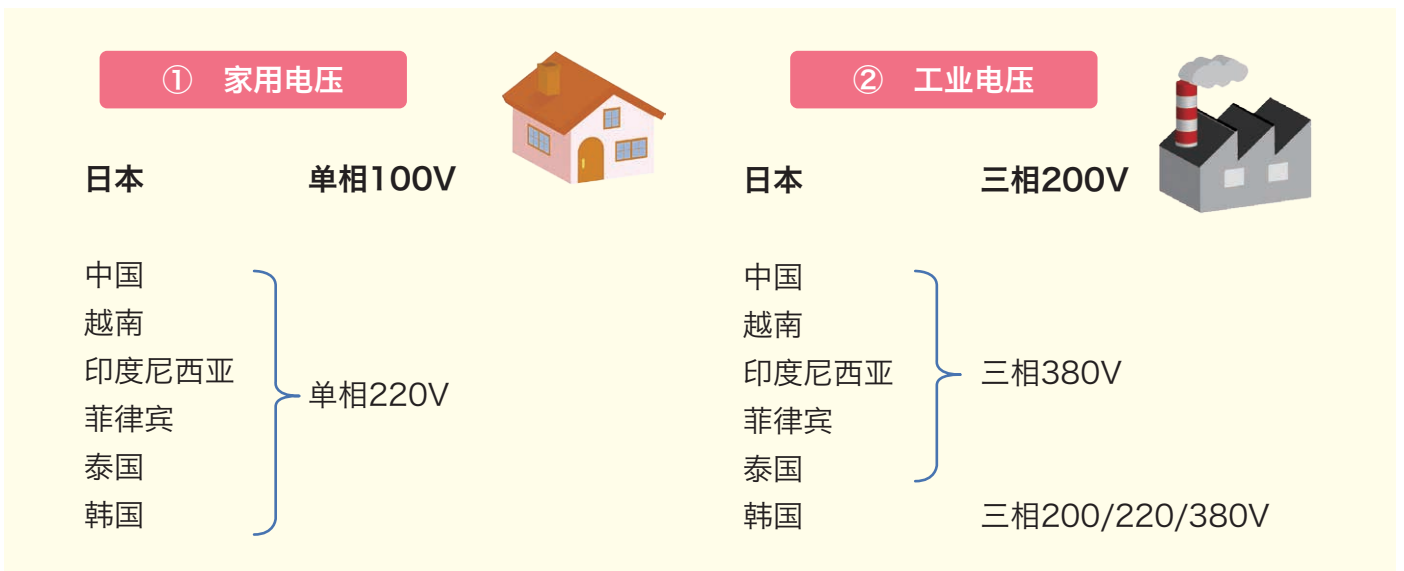 ① 家用电压
日本 单相100V
中国
越南
印度尼西亚
菲律宾
泰国
韩国
单相220V
② 工业电压
日本 三相200V
中国
越南
印度尼西亚
菲律宾
泰国
三相380V
韩国 三相200/220/380V